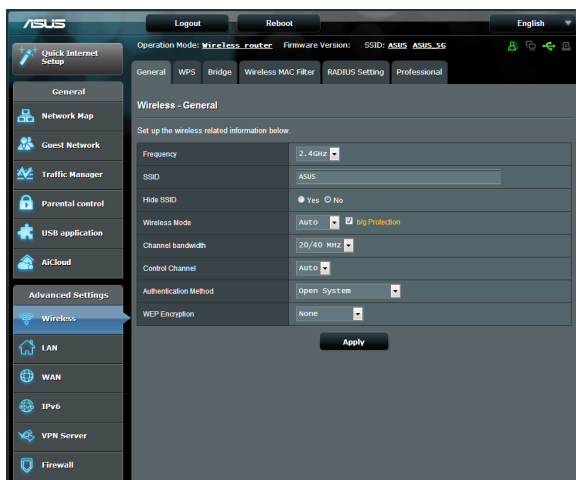 ASUS
Logout Reboot English
Quick Internet Setup
Operation Mode: Wireless router Firmware Version: SSID: ASUS ASUS_5G
General WPS Bridge Wireless MAC Filter RADIUS Setting Professional
General
Network Map
Guest Network
Traffic Manager
Parental control
USB application
AiCloud
Advanced Settings
Wireless
LAN
WAN
IPv6
VPN Server
Firewall
Wireless - General
Set up the wireless related information below.
Frequency 2.4GHz
SSID ASUS
Hide SSID Yes No
Wireless Mode Auto b/g Protection
Channel bandwidth 20/40 MHz
Control Channel Auto
Authentication Method Open System
WEP Encryption None
Apply